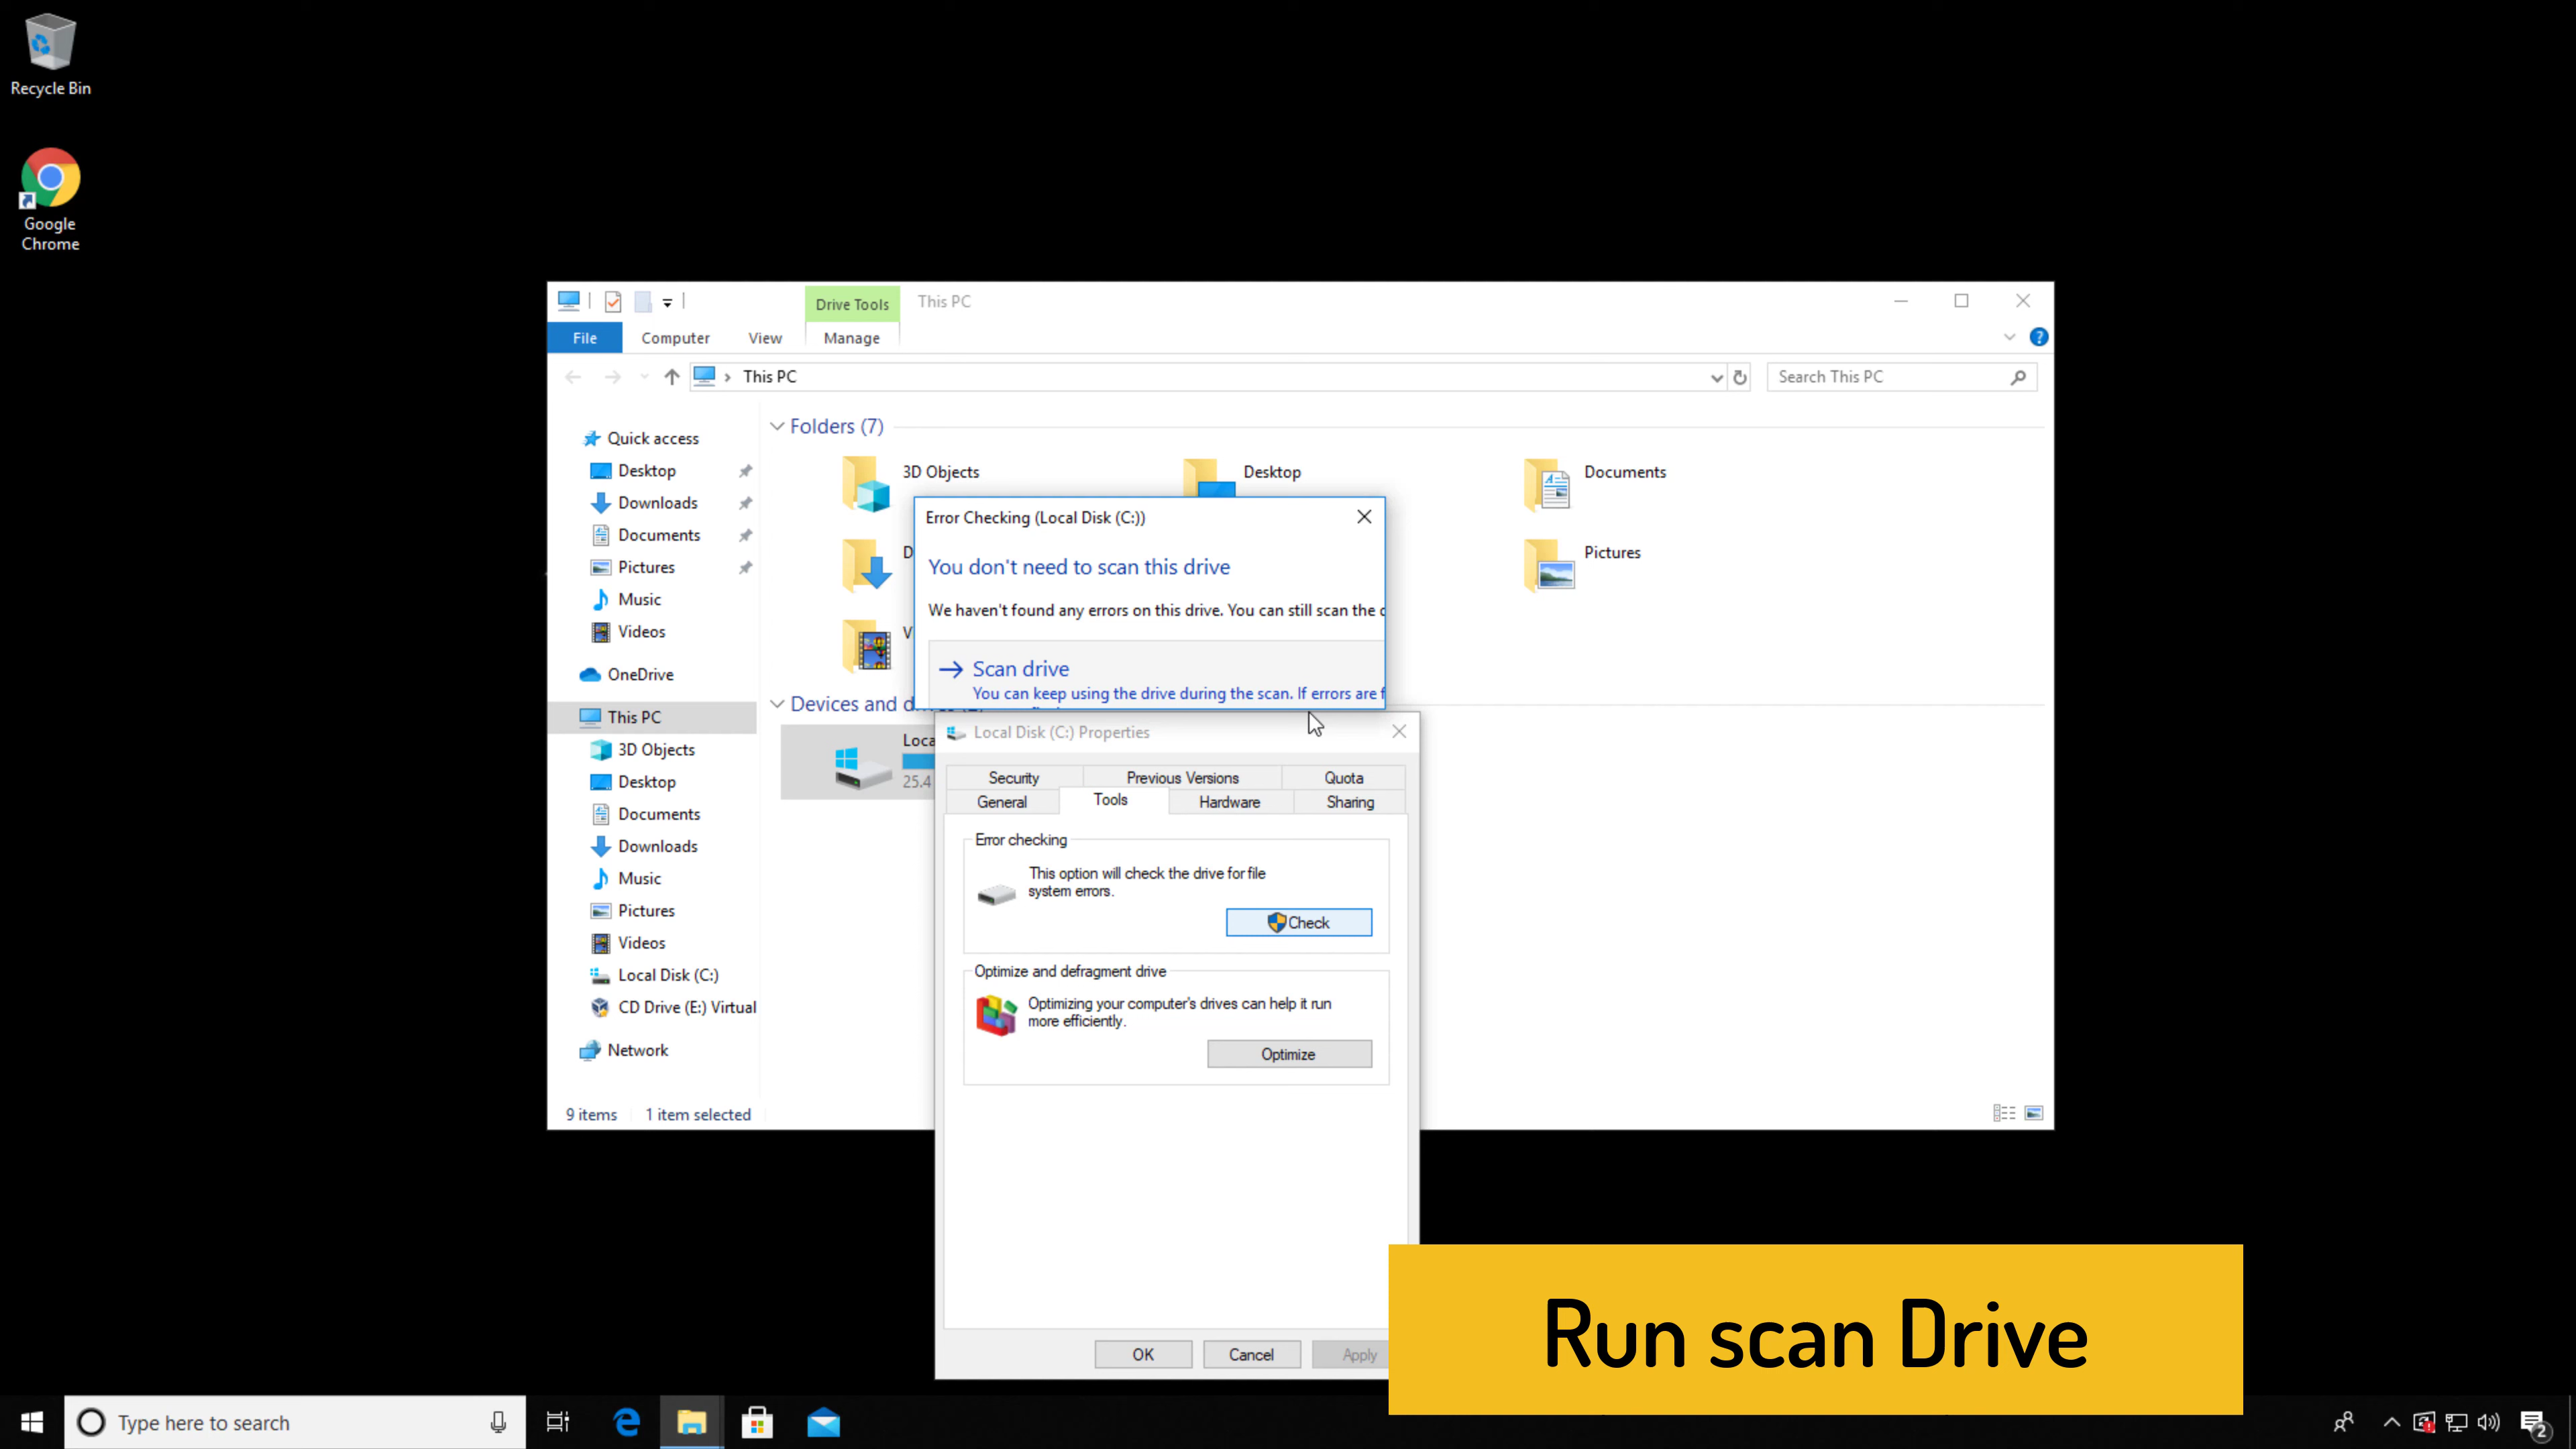 Recycle Bin
Google
Chrome
Drive Tools
This PC
File
Computer
View
Manage
This PC
Search This PC
Quick access
Desktop
Downloads
Documents
Pictures
Music
Videos
OneDrive
This PC
3D Objects
Desktop
Documents
Downloads
Music
Pictures
Videos
Local Disk (C:)
CD Drive (E:) Virtual
Network
Folders (7)
3D Objects
Desktop
Documents
D
Pictures
V
Devices and
Loca
25.4
Error Checking (Local Disk (C:))
You don't need to scan this drive
We haven't found any errors on this drive. You can still scan the
Scan drive
You can keep using the drive during the scan. If errors are
Local Disk (C:) Properties
Security
Previous Versions
Quota
General
Tools
Hardware
Sharing
Error checking
This option will check the drive for file
system errors.
Check
Optimize and defragment drive
Optimizing your computer's drives can help it run
more efficiently.
Optimize
OK
Cancel
Apply
9 items
1 item selected
Run scan Drive
Type here to search
2